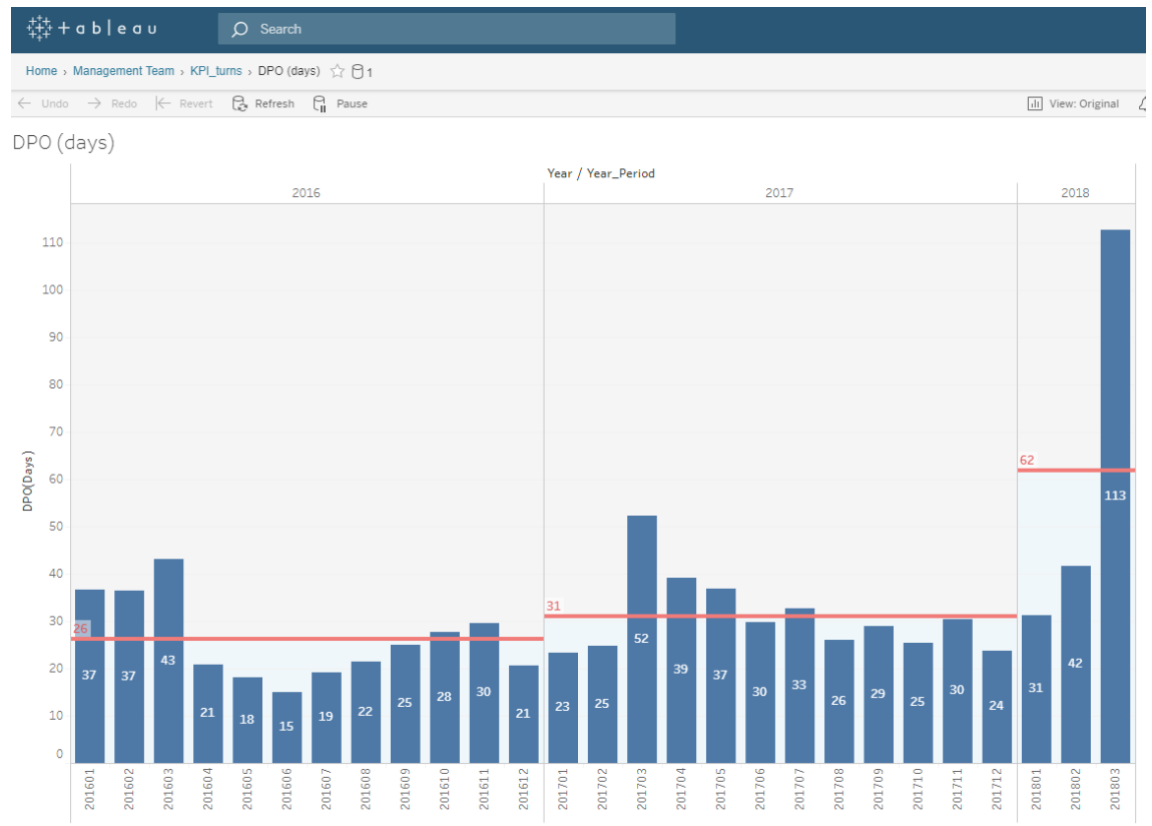 + a b | e a u
Search
Home › Management Team › KPI_turns › DPO (days) 1
Undo Redo Revert Refresh Pause View: Original
DPO (days)
Year / Year_Period
2016 2017 2018
110
100
90
80
70
60
50
40
30
20
10
0
DPO(Days)
26
31
62
37 37 43 21 18 15 19 22 25 28 30 21 23 25 52 39 37 30 33 26 29 25 30 24 31 42 113
201601 201602 201603 201604 201605 201606 201607 201608 201609 201610 201611 201612 201701 201702 201703 201704 201705 201706 201707 201708 201709 201710 201711 201712 201801 201802 201803